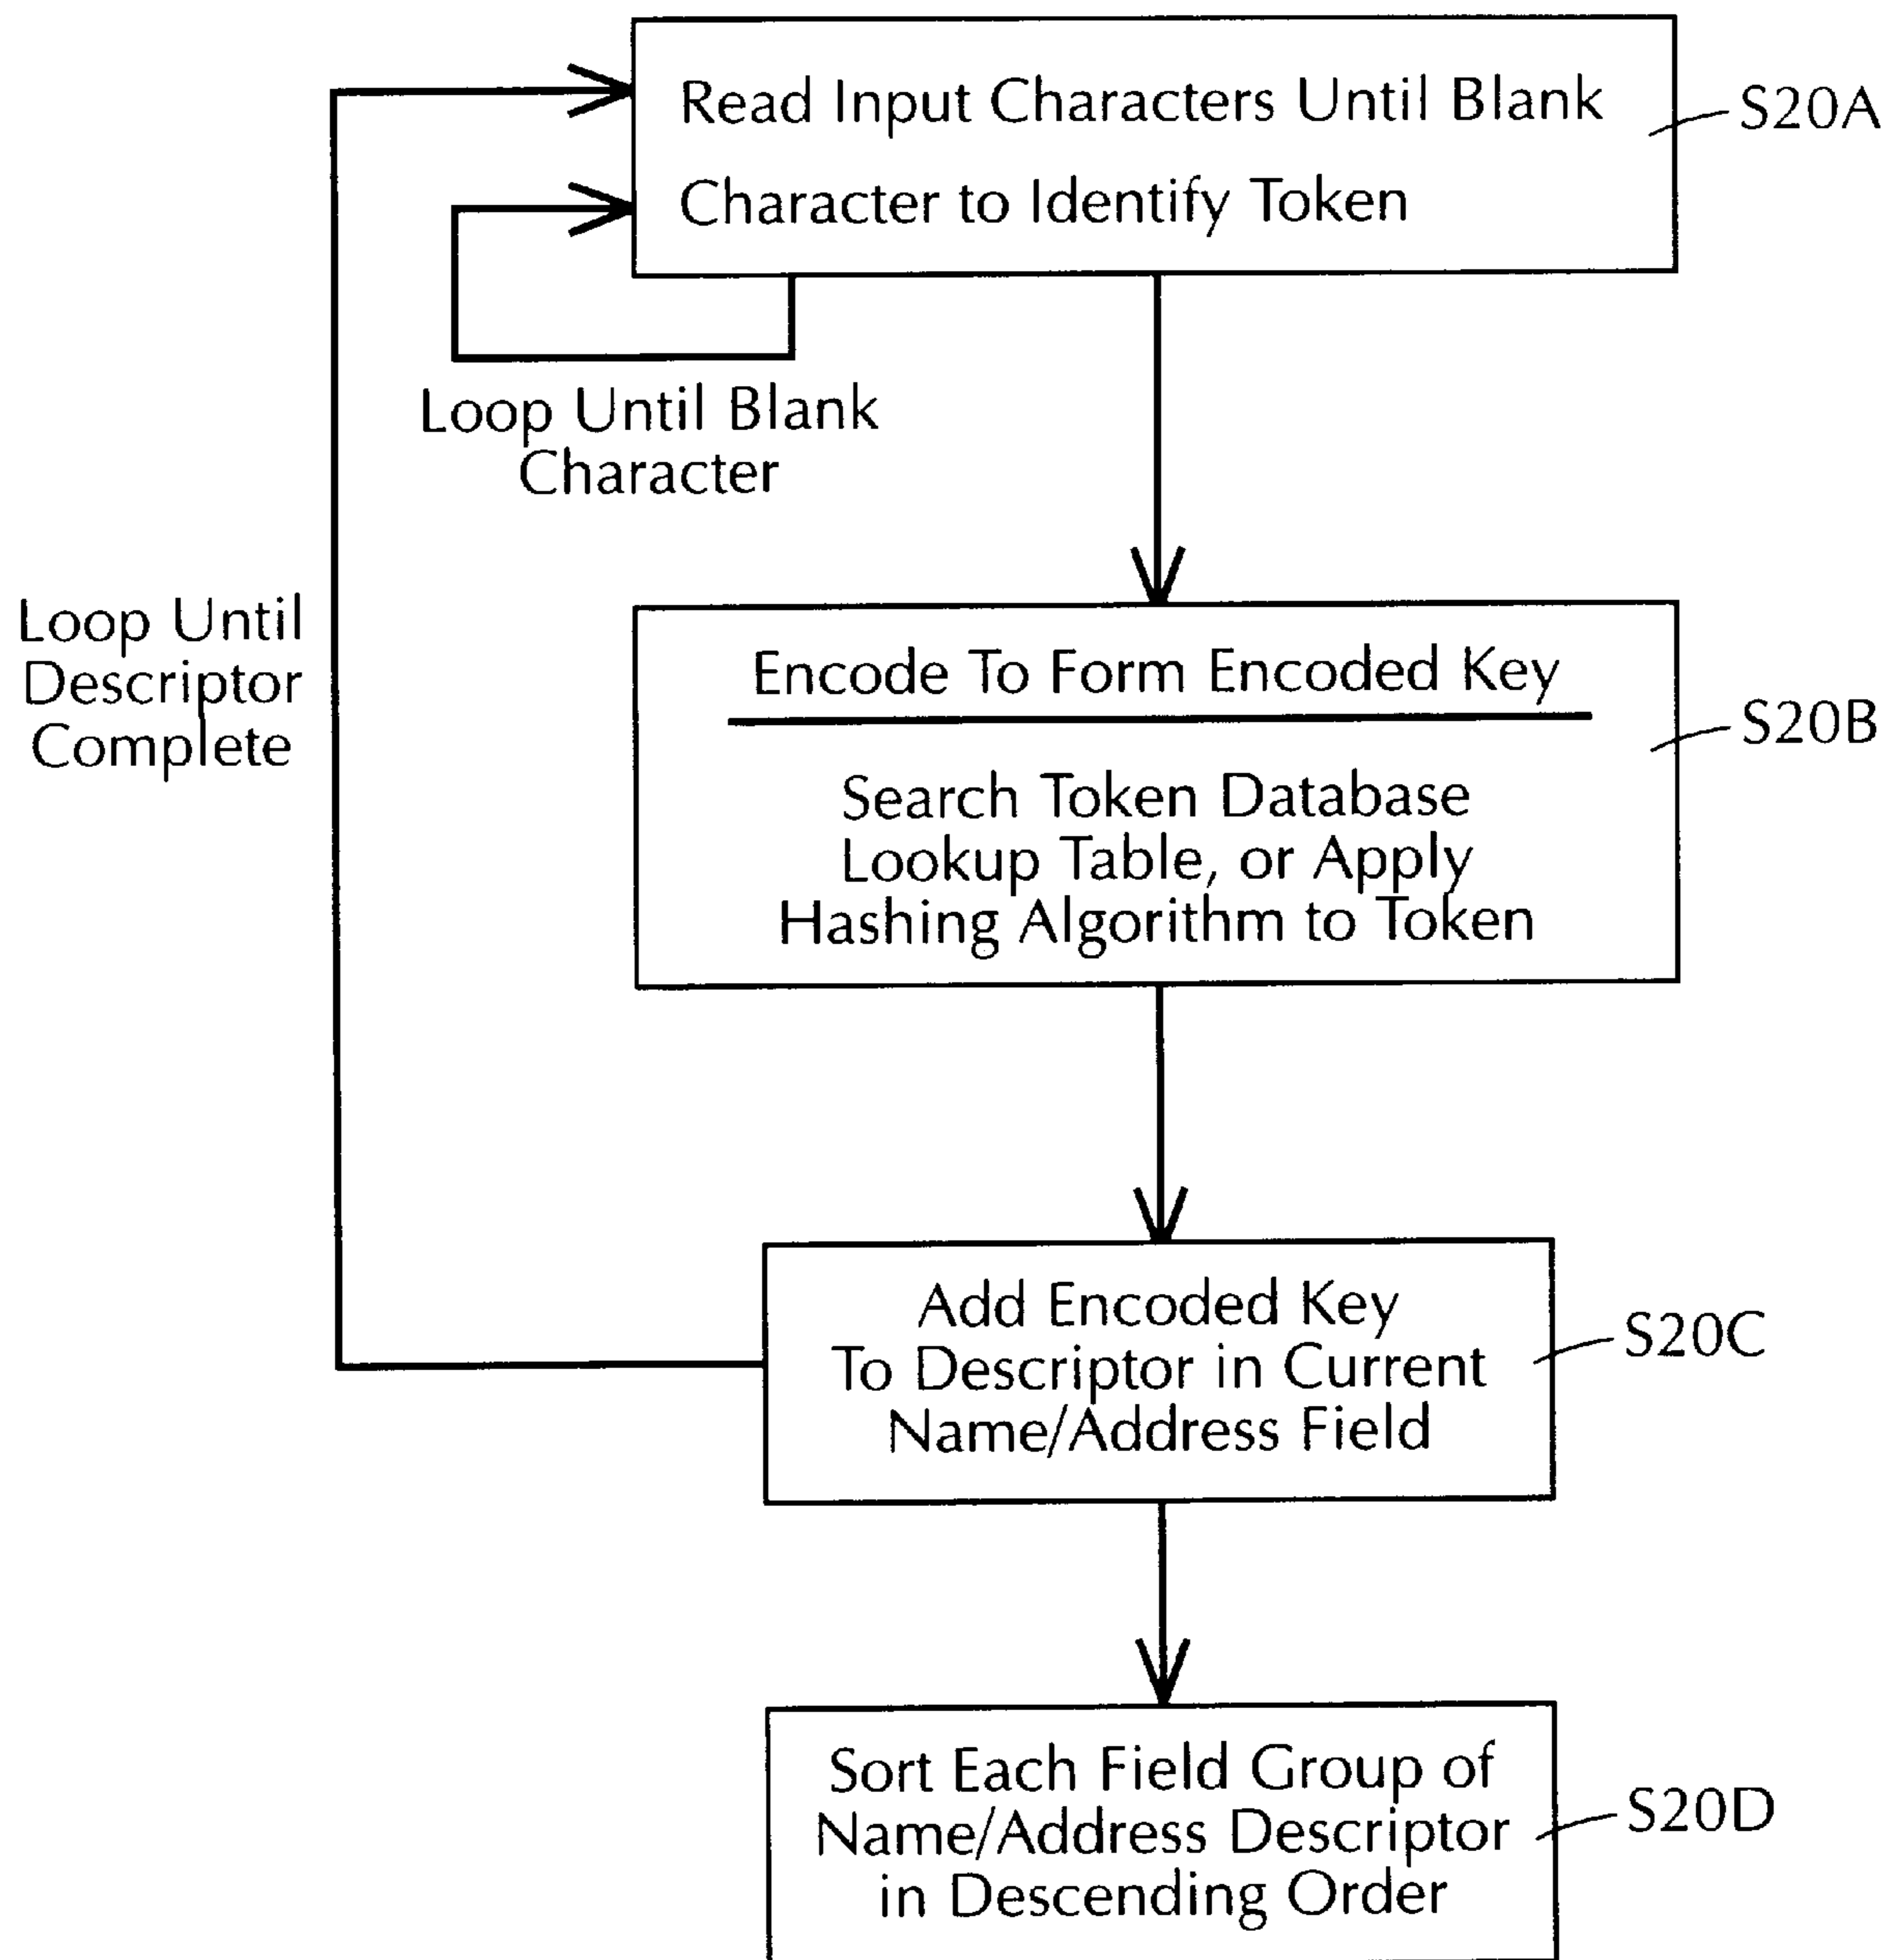 Read Input Characters Until Blank
Character to Identify Token
S20A
Loop Until Blank
Character
Loop Until
Descriptor
Complete
Encode To Form Encoded Key
Search Token Database
Lookup Table, or Apply
Hashing Algorithm to Token
S20B
Add Encoded Key
To Descriptor in Current
Name/Address Field
S20C
Sort Each Field Group of
Name/Address Descriptor
in Descending Order
S20D